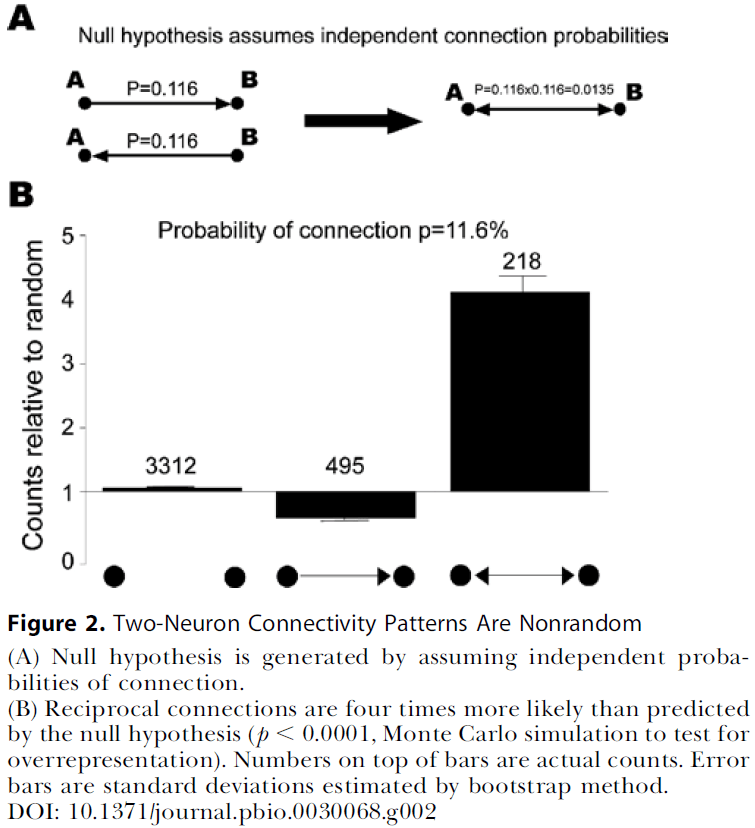 A
Null hypothesis assumes independent connection probabilities
A P=0.116 B
A P=0.116 B
A P=0.116x0.116=0.0135 B
B
Probability of connection p=11.6%
Counts relative to random
5
4
3
2
1
0
3312
495
218
Figure 2. Two-Neuron Connectivity Patterns Are Nonrandom
(A) Null hypothesis is generated by assuming independent proba-
bilities of connection.
(B) Reciprocal connections are four times more likely than predicted
by the null hypothesis (p < 0.0001, Monte Carlo simulation to test for
overrepresentation). Numbers on top of bars are actual counts. Error
bars are standard deviations estimated by bootstrap method.
DOI: 10.1371/journal.pbio.0030068.g002